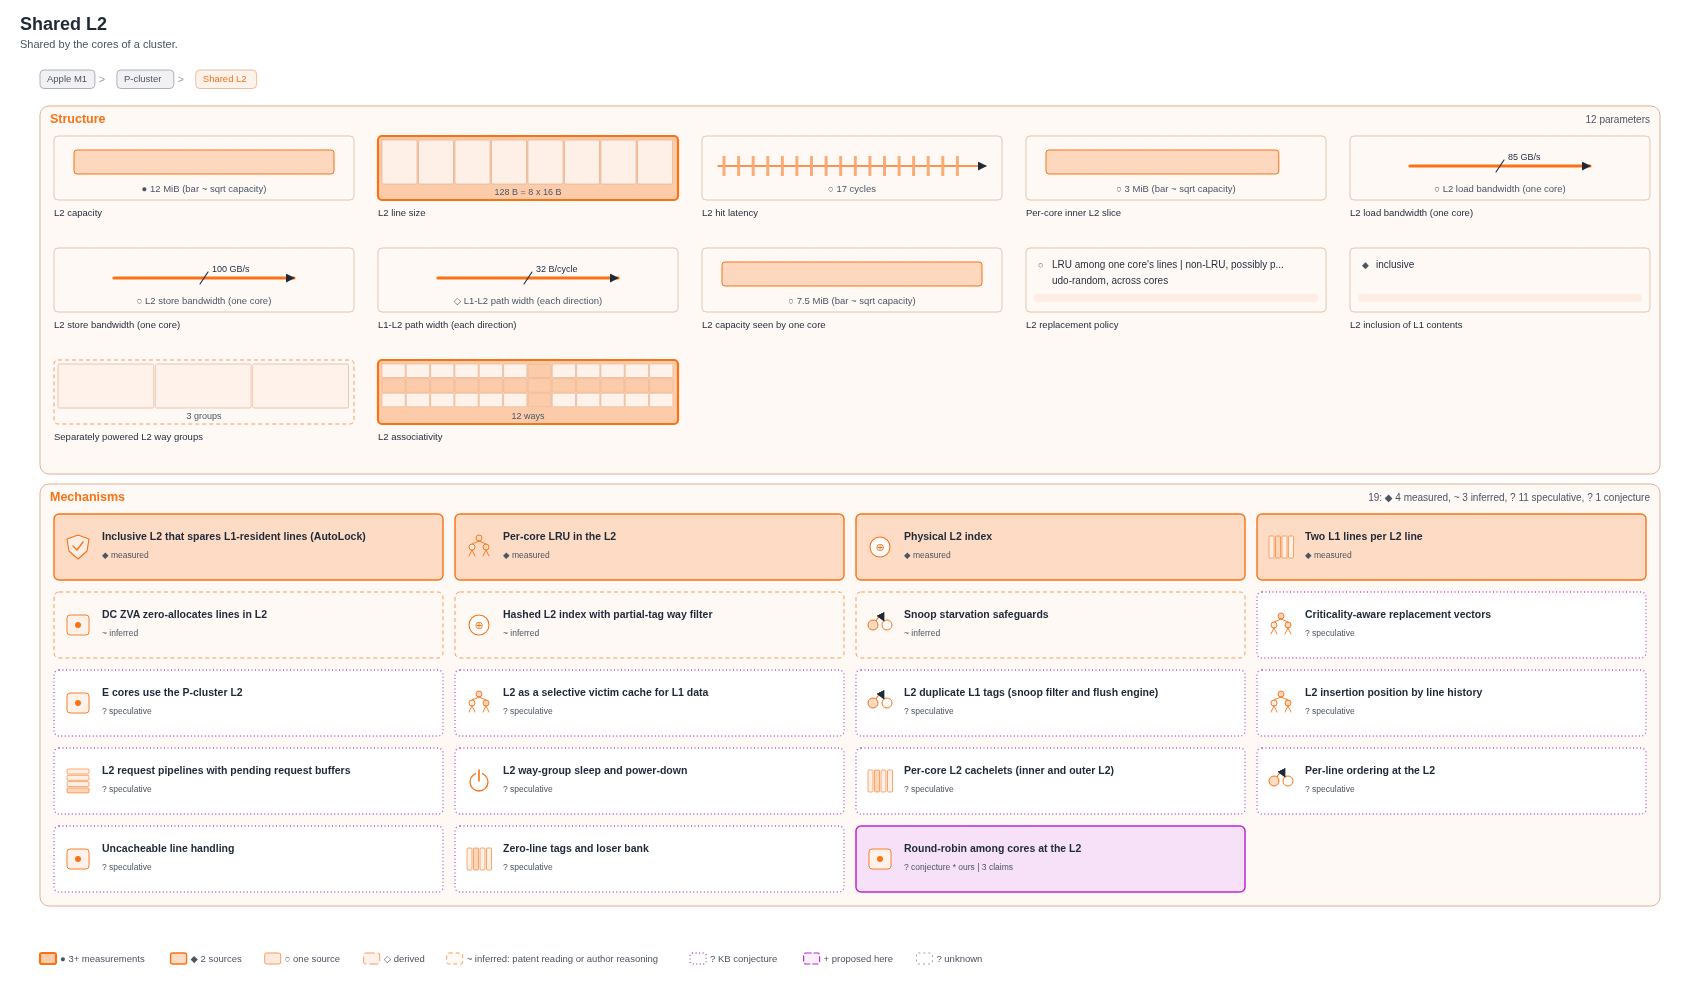 Shared L2
Shared by the cores of a cluster.
Apple M1 > P-cluster > Shared L2
Structure
12 parameters
● 12 MiB (bar ~ sqrt capacity)
L2 capacity
128 B = 8 x 16 B
L2 line size
○ 17 cycles
L2 hit latency
○ 3 MiB (bar ~ sqrt capacity)
Per-core inner L2 slice
85 GB/s
○ L2 load bandwidth (one core)
L2 load bandwidth (one core)
100 GB/s
○ L2 store bandwidth (one core)
L2 store bandwidth (one core)
32 B/cycle
◇ L1-L2 path width (each direction)
L1-L2 path width (each direction)
○ 7.5 MiB (bar ~ sqrt capacity)
L2 capacity seen by one core
○ LRU among one core's lines | non-LRU, possibly p...
udo-random, across cores
L2 replacement policy
◆ inclusive
L2 inclusion of L1 contents
3 groups
Separately powered L2 way groups
12 ways
L2 associativity
Mechanisms
19: ◆ 4 measured, ~ 3 inferred, ? 11 speculative, ? 1 conjecture
Inclusive L2 that spares L1-resident lines (AutoLock)
◆ measured
Per-core LRU in the L2
◆ measured
Physical L2 index
◆ measured
Two L1 lines per L2 line
◆ measured
DC ZVA zero-allocates lines in L2
~ inferred
Hashed L2 index with partial-tag way filter
~ inferred
Snoop starvation safeguards
~ inferred
Criticality-aware replacement vectors
? speculative
E cores use the P-cluster L2
? speculative
L2 as a selective victim cache for L1 data
? speculative
L2 duplicate L1 tags (snoop filter and flush engine)
? speculative
L2 insertion position by line history
? speculative
L2 request pipelines with pending request buffers
? speculative
L2 way-group sleep and power-down
? speculative
Per-core L2 cachelets (inner and outer L2)
? speculative
Per-line ordering at the L2
? speculative
Uncacheable line handling
? speculative
Zero-line tags and loser bank
? speculative
Round-robin among cores at the L2
? conjecture * ours | 3 claims
● 3+ measurements ◆ 2 sources ○ one source ◇ derived ~ inferred: patent reading or author reasoning ? KB conjecture + proposed here ? unknown